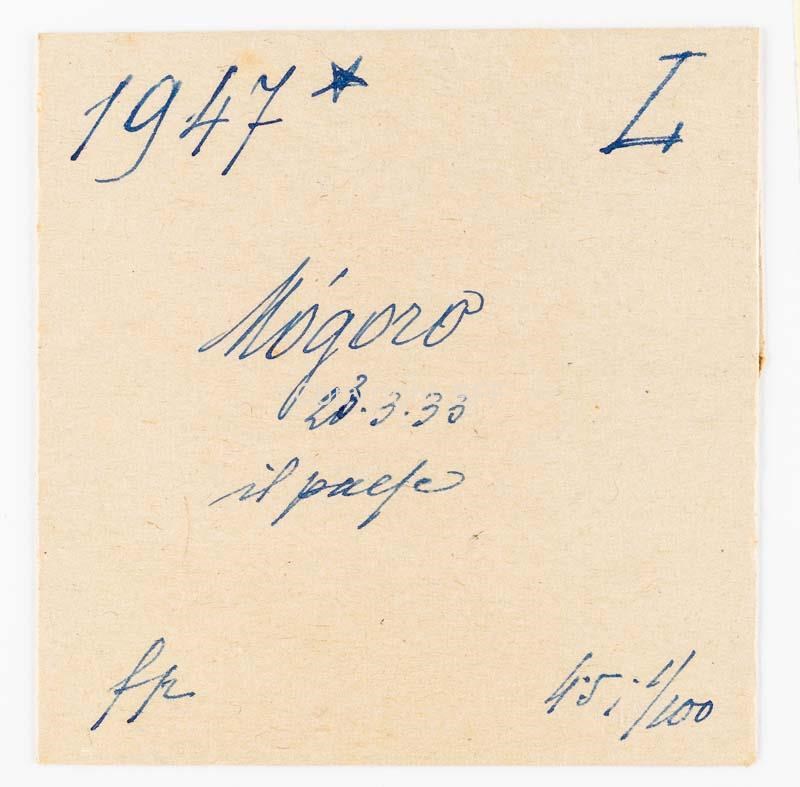 1947 * L
Mógoro
23.3.33
il paese
fp
4.5; 1/100